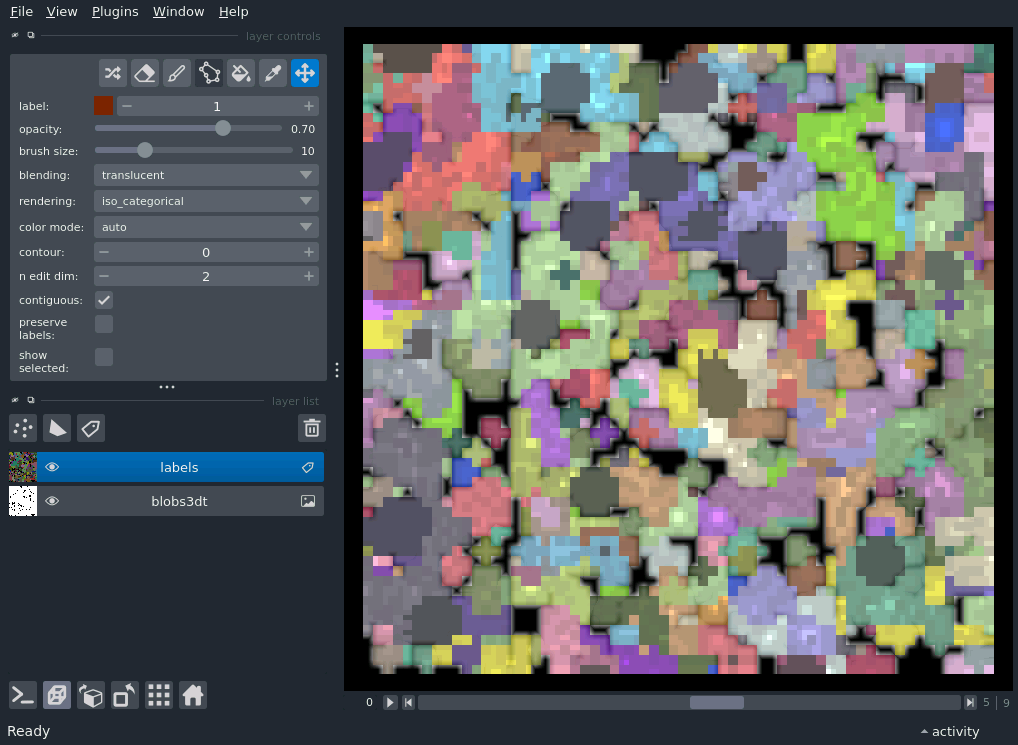 File View Plugins Window Help
layer controls
label: 1
opacity: 0.70
brush size: 10
blending: translucent
rendering: iso_categorical
color mode: auto
contour: 0
n edit dim: 2
contiguous:
preserve
labels:
show
selected:
layer list
labels
blobs3dt
0 5 9
Ready activity